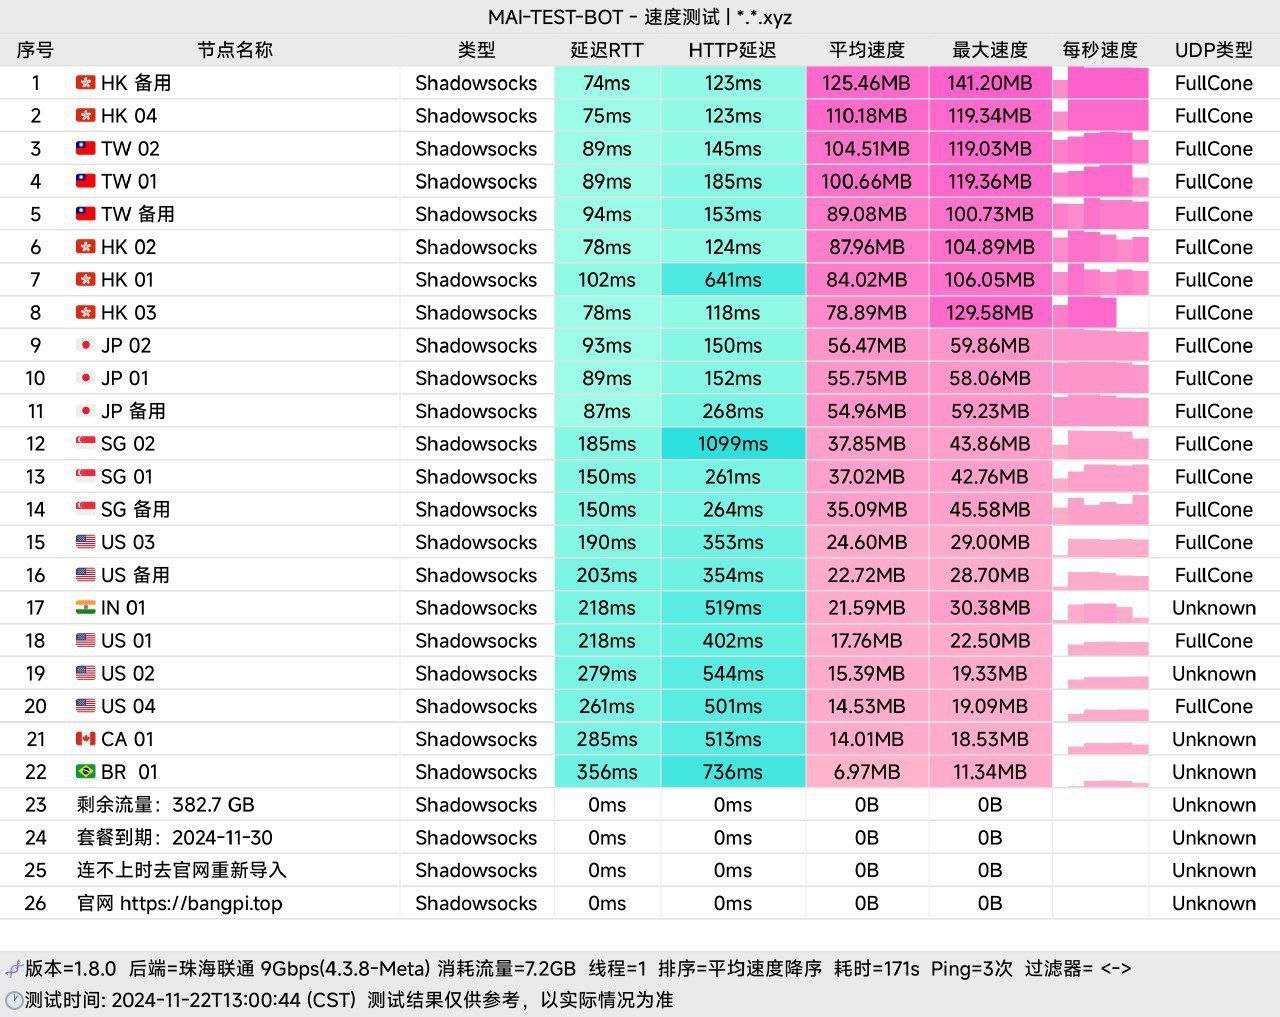 MAI-TEST-BOT - 速度测试 | *.*.xyz
序号 节点名称 类型 延迟RTT HTTP延迟 平均速度 最大速度 每秒速度 UDP类型
1 HK 备用 Shadowsocks 74ms 123ms 125.46MB 141.20MB FullCone
2 HK 04 Shadowsocks 75ms 123ms 110.18MB 119.34MB FullCone
3 TW 02 Shadowsocks 89ms 145ms 104.51MB 119.03MB FullCone
4 TW 01 Shadowsocks 89ms 185ms 100.66MB 119.36MB FullCone
5 TW 备用 Shadowsocks 94ms 153ms 89.08MB 100.73MB FullCone
6 HK 02 Shadowsocks 78ms 124ms 87.96MB 104.89MB FullCone
7 HK 01 Shadowsocks 102ms 641ms 84.02MB 106.05MB FullCone
8 HK 03 Shadowsocks 78ms 118ms 78.89MB 129.58MB FullCone
9 JP 02 Shadowsocks 93ms 150ms 56.47MB 59.86MB FullCone
10 JP 01 Shadowsocks 89ms 152ms 55.75MB 58.06MB FullCone
11 JP 备用 Shadowsocks 87ms 268ms 54.96MB 59.23MB FullCone
12 SG 02 Shadowsocks 185ms 1099ms 37.85MB 43.86MB FullCone
13 SG 01 Shadowsocks 150ms 261ms 37.02MB 42.76MB FullCone
14 SG 备用 Shadowsocks 150ms 264ms 35.09MB 45.58MB FullCone
15 US 03 Shadowsocks 190ms 353ms 24.60MB 29.00MB FullCone
16 US 备用 Shadowsocks 203ms 354ms 22.72MB 28.70MB FullCone
17 IN 01 Shadowsocks 218ms 519ms 21.59MB 30.38MB Unknown
18 US 01 Shadowsocks 218ms 402ms 17.76MB 22.50MB FullCone
19 US 02 Shadowsocks 279ms 544ms 15.39MB 19.33MB Unknown
20 US 04 Shadowsocks 261ms 501ms 14.53MB 19.09MB FullCone
21 CA 01 Shadowsocks 285ms 513ms 14.01MB 18.53MB Unknown
22 BR 01 Shadowsocks 356ms 736ms 6.97MB 11.34MB Unknown
23 剩余流量：382.7 GB Shadowsocks 0ms 0ms 0B 0B Unknown
24 套餐到期：2024-11-30 Shadowsocks 0ms 0ms 0B 0B Unknown
25 连不上时去官网重新导入 Shadowsocks 0ms 0ms 0B 0B Unknown
26 官网 https://bangpi.top Shadowsocks 0ms 0ms 0B 0B Unknown
版本=1.8.0 后端=珠海联通 9Gbps(4.3.8-Meta) 消耗流量=7.2GB 线程=1 排序=平均速度降序 耗时=171s Ping=3次 过滤器= <->
测试时间: 2024-11-22T13:00:44 (CST) 测试结果仅供参考，以实际情况为准